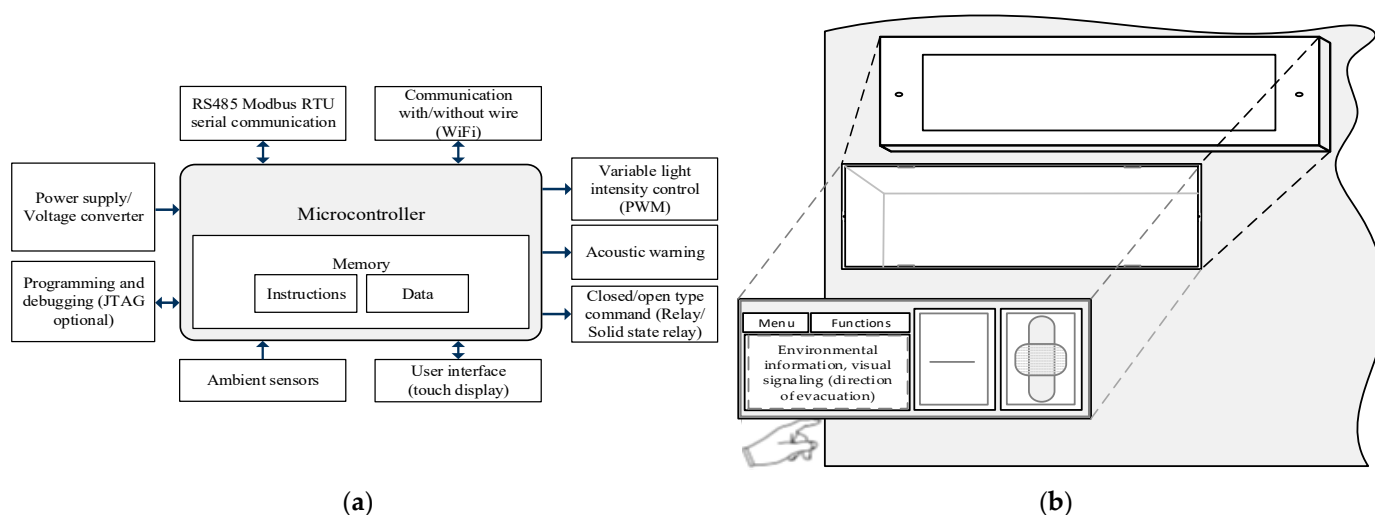 RS485 Modbus RTU
serial communication
Communication
with/without wire
(WiFi)
Power supply/
Voltage converter
Programming and
debugging (JTAG
optional)
Microcontroller
Memory
Instructions
Data
Variable light
intensity control
(PWM)
Acoustic warning
Closed/open type
command (Relay/
Solid state relay)
Ambient sensors
User interface
(touch display)
(a)
Menu
Functions
Environmental
information, visual
signaling (direction
of evacuation)
(b)